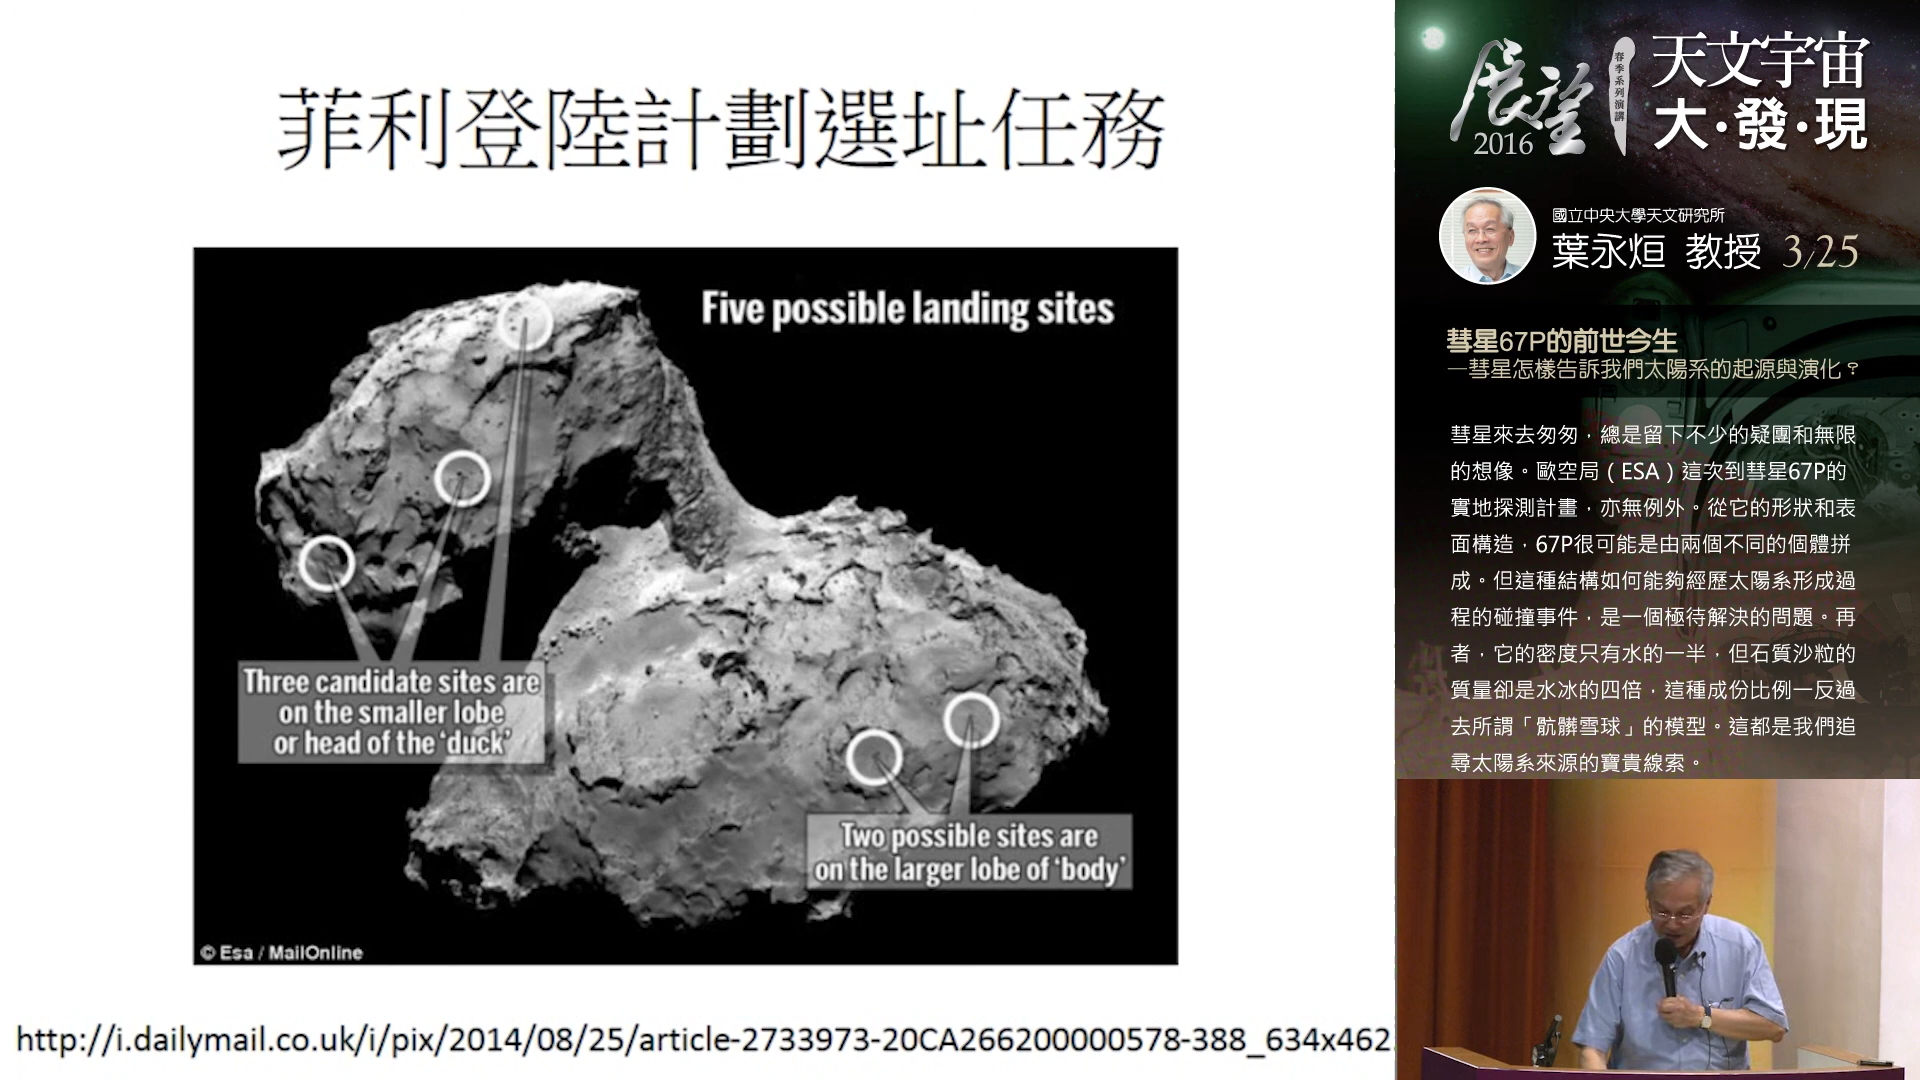 菲利登陸計劃選址任務
Five possible landing sites
Three candidate sites are
on the smaller lobe
or head of the ‘duck’
Two possible sites are
on the larger lobe of ‘body’
© Esa / MailOnline
http://i.dailymail.co.uk/i/pix/2014/08/25/article-2733973-20CA266200000578-388_634x462
展望
2016
春季系列演講
天文宇宙
大·發·現
國立中央大學天文研究所
葉永烜 教授 3/25
彗星67P的前世今生
—彗星怎樣告訴我們太陽系的起源與演化？
彗星來去匆匆，總是留下不少的疑團和無限
的想像。歐空局（ESA）這次到彗星67P的
實地探測計畫，亦無例外。從它的形狀和表
面構造，67P很可能是由兩個不同的個體拼
成。但這種結構如何能夠經歷太陽系形成過
程的碰撞事件，是一個極待解決的問題。再
者，它的密度只有水的一半，但石質沙粒的
質量卻是水冰的四倍，這種成份比例一反過
去所謂「骯髒雪球」的模型。這都是我們追
尋太陽系來源的寶貴線索。